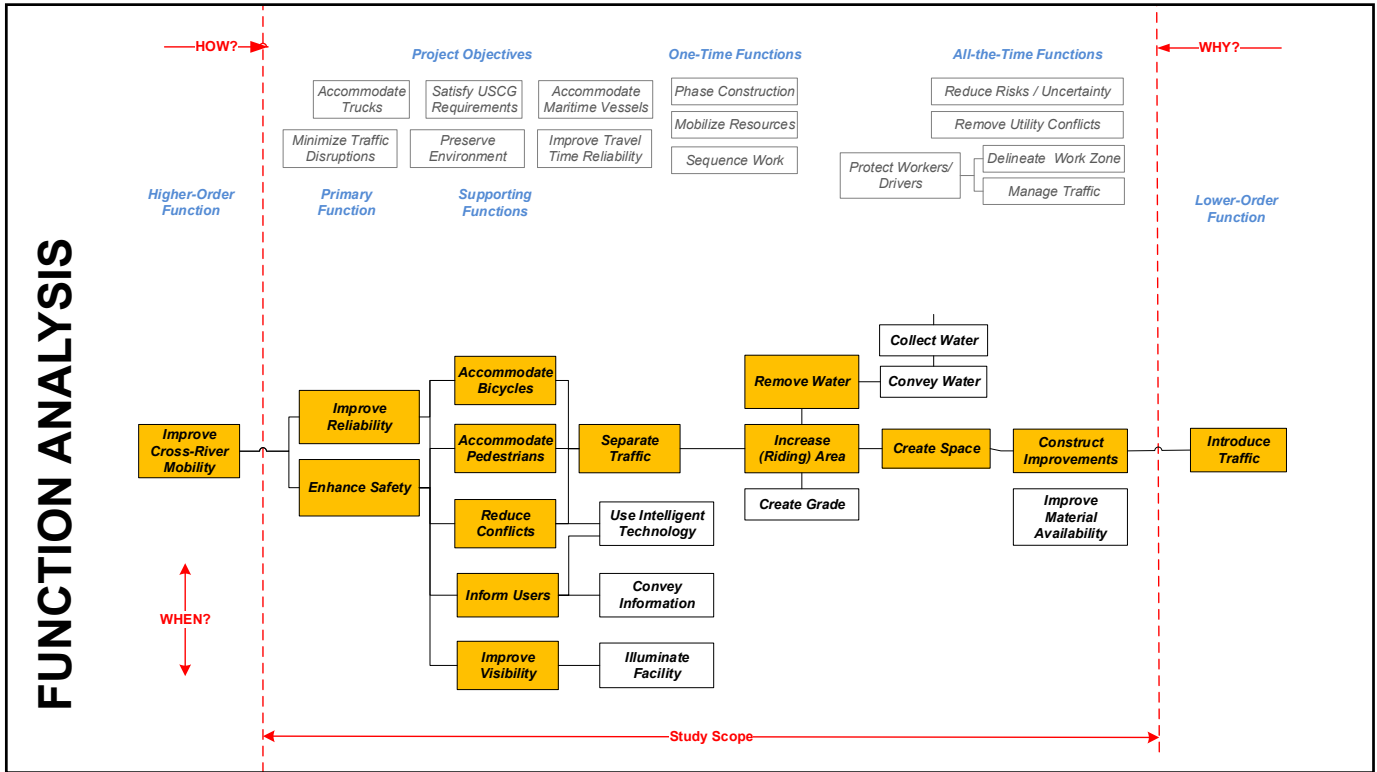 FUNCTION ANALYSIS
HOW?
WHY?
Project Objectives
One-Time Functions
All-the-Time Functions
Accommodate
Trucks
Satisfy USCG
Requirements
Accommodate
Maritime Vessels
Minimize Traffic
Disruptions
Preserve
Environment
Improve Travel
Time Reliability
Phase Construction
Mobilize Resources
Sequence Work
Reduce Risks / Uncertainty
Remove Utility Conflicts
Protect Workers/
Drivers
Delineate Work Zone
Manage Traffic
Higher-Order
Function
Primary
Function
Supporting
Functions
Lower-Order
Function
Improve
Cross-River
Mobility
Improve
Reliability
Enhance Safety
Accommodate
Bicycles
Accommodate
Pedestrians
Reduce
Conflicts
Inform Users
Improve
Visibility
Separate
Traffic
Use Intelligent
Technology
Convey
Information
Illuminate
Facility
Remove Water
Increase
(Riding) Area
Create Grade
Collect Water
Convey Water
Create Space
Construct
Improvements
Improve
Material
Availability
Introduce
Traffic
WHEN?
Study Scope